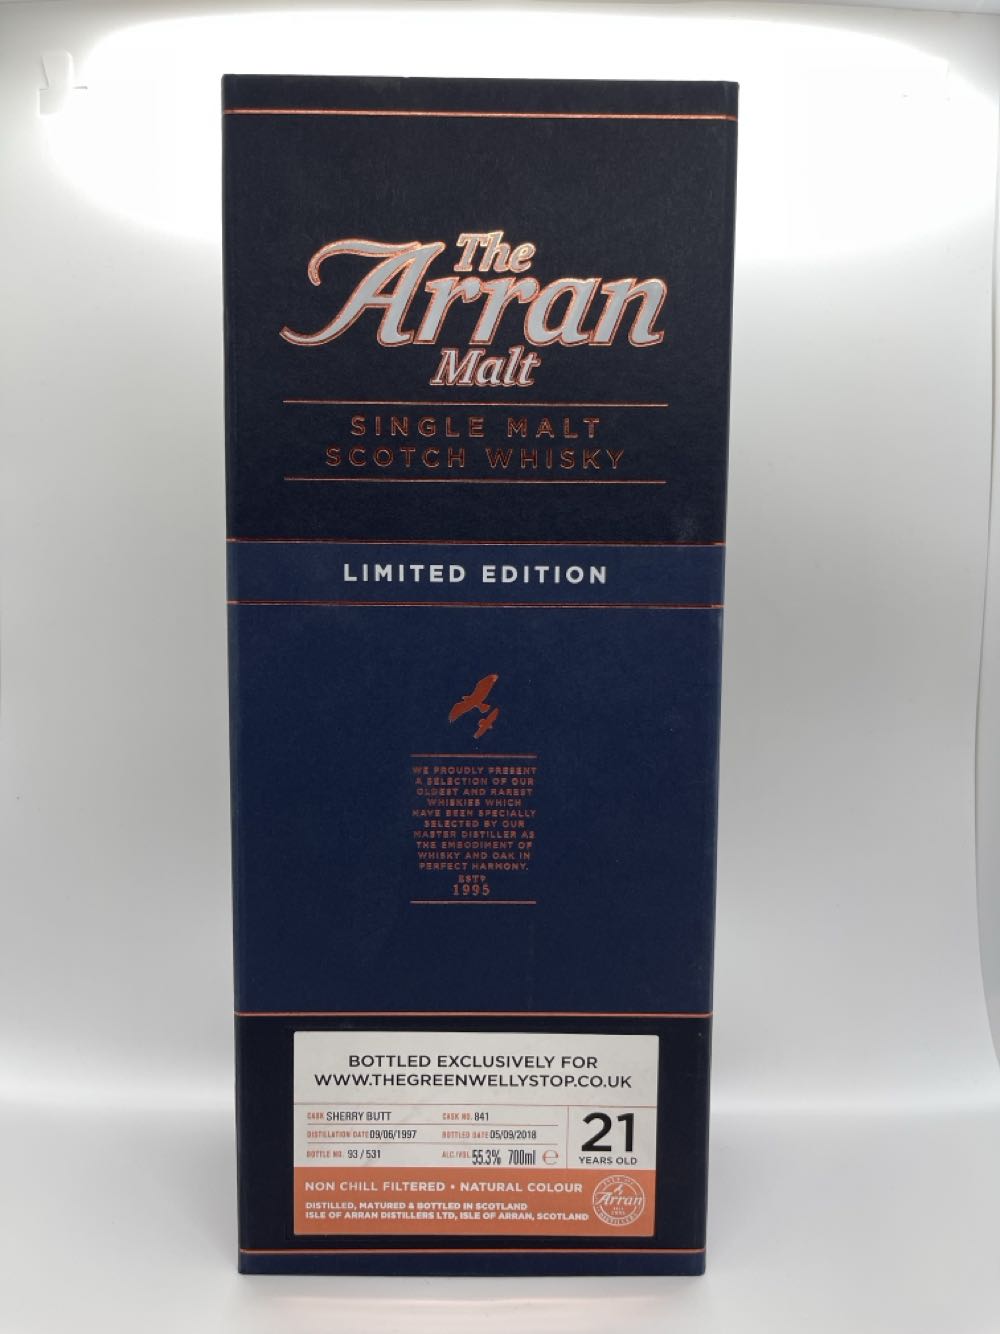 The
Arran
Malt
SINGLE MALT
SCOTCH WHISKY
LIMITED EDITION
WE PROUDLY PRESENT
A SELECTION OF OUR
OLDEST AND RAREST
WHISKIES WHICH
HAVE BEEN SPECIALLY
SELECTED BY OUR
MASTER DISTILLER AS
THE EMBODIMENT OF
WHISKY AND OAK IN
PERFECT HARMONY.
ESTD
1995
BOTTLED EXCLUSIVELY FOR
WWW.THEGREENWELLYSTOP.CO.UK
CASK SHERRY BUTT CASK NO. 841
DISTILLATION DATE 09/06/1997 BOTTLED DATE 05/09/2018
BOTTLE NO. 93 / 531 ALC./VOL 55.3% 700ml ℮
21
YEARS OLD
NON CHILL FILTERED • NATURAL COLOUR
DISTILLED, MATURED & BOTTLED IN SCOTLAND
ISLE OF ARRAN DISTILLERS LTD, ISLE OF ARRAN, SCOTLAND
Arran